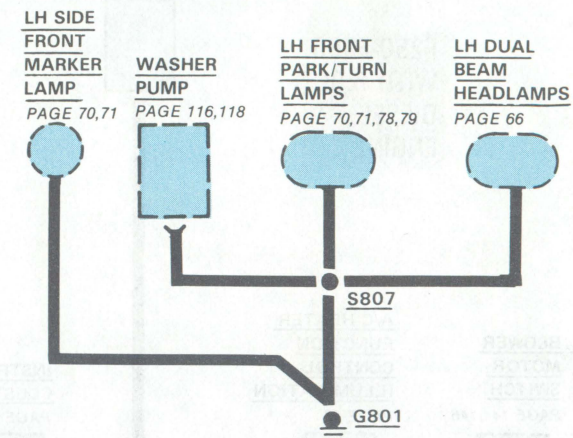 LH SIDE
FRONT
MARKER
LAMP
PAGE 70,71
WASHER
PUMP
PAGE 116,118
LH FRONT
PARK/TURN
LAMPS
PAGE 70,71,78,79
LH DUAL
BEAM
HEADLAMPS
PAGE 66
S807
G801